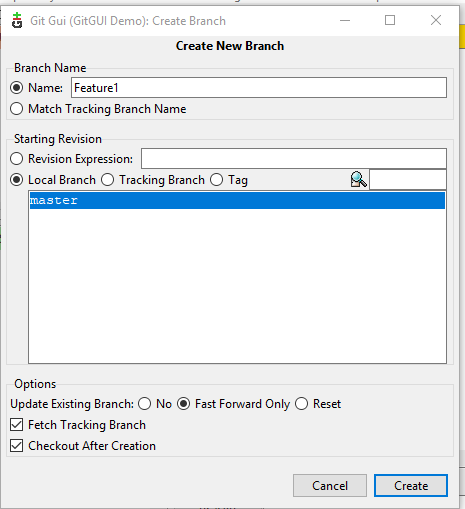 Git Gui (GitGUI Demo): Create Branch
Create New Branch
Branch Name
Name: Feature1
Match Tracking Branch Name
Starting Revision
Revision Expression:
Local Branch Tracking Branch Tag
master
Options
Update Existing Branch: No Fast Forward Only Reset
Fetch Tracking Branch
Checkout After Creation
Cancel Create